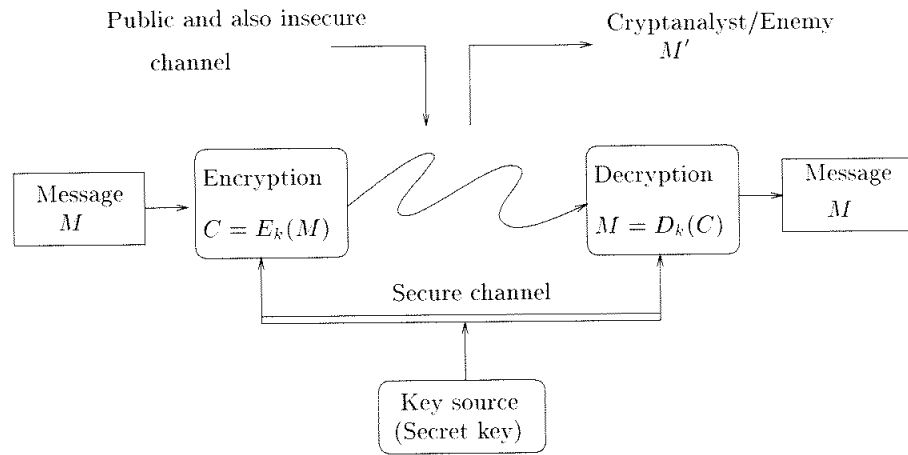 Public and also insecure
channel
Cryptanalyst/Enemy
M′
Message
M
Encryption
C = E_k(M)
Decryption
M = D_k(C)
Message
M
Secure channel
Key source
(Secret key)